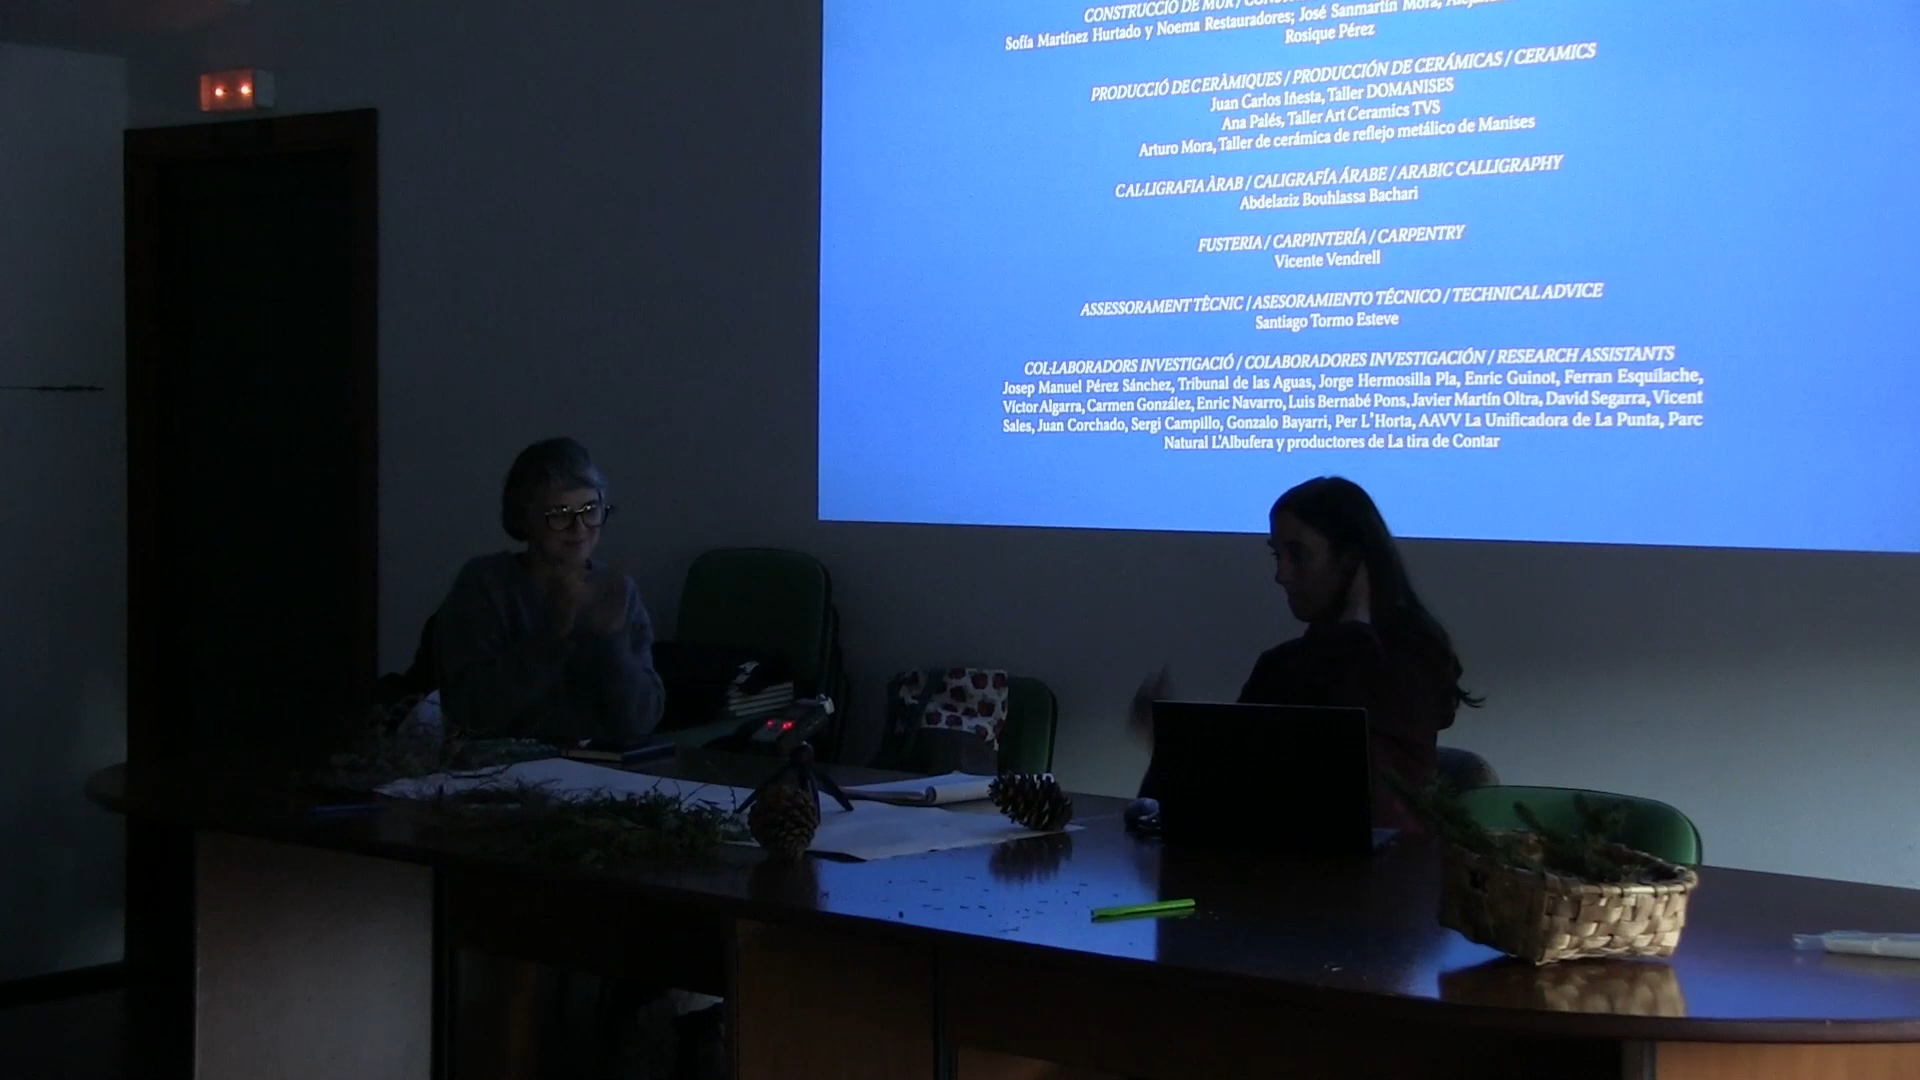 CONSTRUCCIÓ DE MUR /
Sofía Martínez Hurtado y Noema Restauradores; José Sanmartín Mora,
Rosique Pérez
PRODUCCIÓ DE CERÀMIQUES / PRODUCCIÓN DE CERÁMICAS / CERAMICS
Juan Carlos Iñesta, Taller DOMANISES
Ana Palés, Taller Art Ceramics TVS
Arturo Mora, Taller de cerámica de reflejo metálico de Manises
CAL·LIGRAFIA ÀRAB / CALIGRAFÍA ÁRABE / ARABIC CALLIGRAPHY
Abdelaziz Bouhlassa Bachari
FUSTERIA / CARPINTERÍA / CARPENTRY
Vicente Vendrell
ASSESSORAMENT TÈCNIC / ASESORAMIENTO TÉCNICO / TECHNICAL ADVICE
Santiago Tormo Esteve
COL·LABORADORS INVESTIGACIÓ / COLABORADORES INVESTIGACIÓN / RESEARCH ASSISTANTS
Josep Manuel Pérez Sánchez, Tribunal de las Aguas, Jorge Hermosilla Pla, Enric Guinot, Ferran Esquilache,
Víctor Algarra, Carmen González, Enric Navarro, Luis Bernabé Pons, Javier Martín Oltra, David Segarra, Vicent
Sales, Juan Corchado, Sergi Campillo, Gonzalo Bayarri, Per L'Horta, AAVV La Unificadora de La Punta, Parc
Natural L'Albufera y productores de La tira de Contar